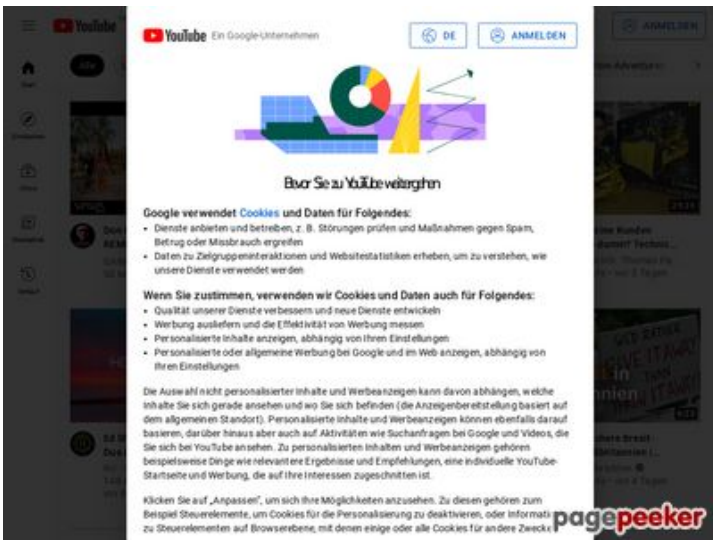 YouTube Ein Google-Unternehmen
DE
ANMELDEN
Bevor Sie zu YouTube weitergehen
Google verwendet Cookies und Daten für Folgendes:
• Dienste anbieten und betreiben, z. B. Störungen prüfen und Maßnahmen gegen Spam,
Betrug oder Missbrauch ergreifen
• Daten zu Zielgruppeninteraktionen und Websitestatistiken erheben, um zu verstehen, wie
unsere Dienste verwendet werden
Wenn Sie zustimmen, verwenden wir Cookies und Daten auch für Folgendes:
• Qualität unserer Dienste verbessern und neue Dienste entwickeln
• Werbung ausliefern und die Effektivität von Werbung messen
• Personalisierte Inhalte anzeigen, abhängig von Ihren Einstellungen
• Personalisierte oder allgemeine Werbung bei Google und im Web anzeigen, abhängig von
Ihren Einstellungen
Die Auswahl nicht personalisierter Inhalte und Werbeanzeigen kann davon abhängen, welche
Inhalte Sie sich gerade ansehen und wo Sie sich befinden (die Anzeigenbereitstellung basiert auf
dem allgemeinen Standort). Personalisierte Inhalte und Werbeanzeigen können ebenfalls darauf
basieren, darüber hinaus aber auch auf Aktivitäten wie Suchanfragen bei Google und Videos, die
Sie sich bei YouTube ansehen. Zu personalisierten Inhalten und Werbeanzeigen gehören
beispielsweise Dinge wie relevantere Ergebnisse und Empfehlungen, eine individuelle YouTube-
Startseite und Werbung, die auf Ihre Interessen zugeschnitten ist.
Klicken Sie auf „Anpassen“, um sich Ihre Möglichkeiten anzusehen. Zu diesen gehören zum
Beispiel Steuerelemente, um Cookies für die Personalisierung zu deaktivieren, oder
zu Steuerelementen auf Browserebene, mit denen einige oder alle Cookies für andere Zwecke
YouTube
ANMELDEN
Alle
GIVE IT AWAY
THAN
pagepeeker